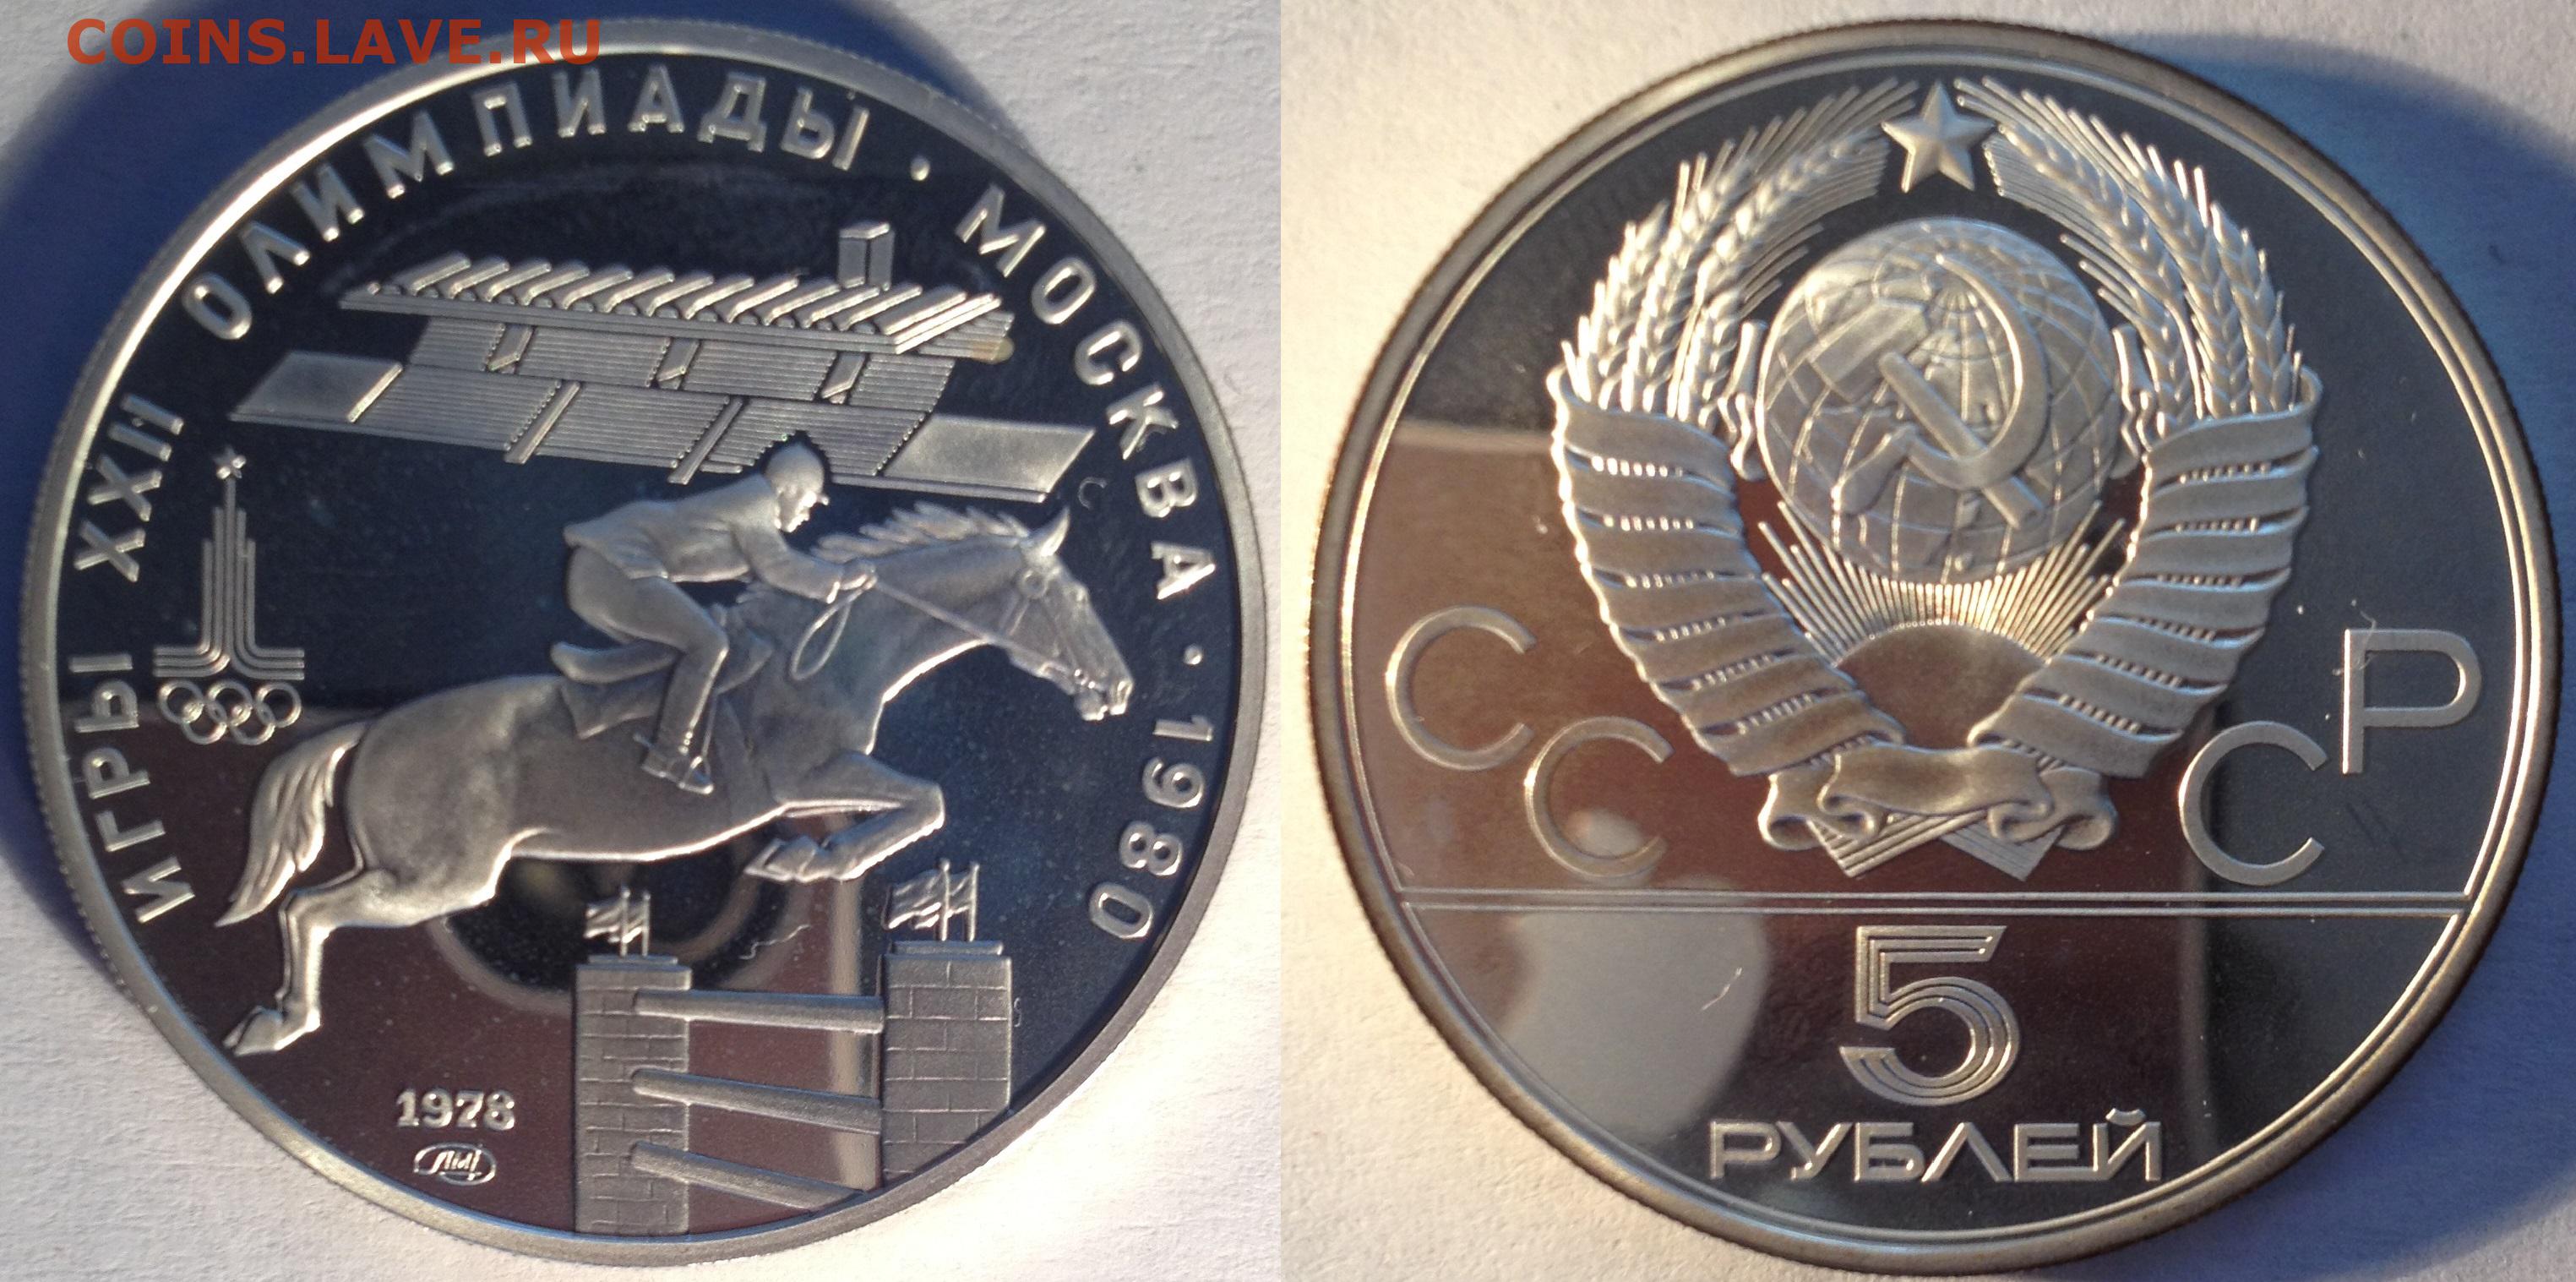 COINS.LAVE.RU
ИГРЫ XXII ОЛИМПИАДЫ · МОСКВА · 1980
1978
ЛМД
СССР
5
РУБЛЕЙ